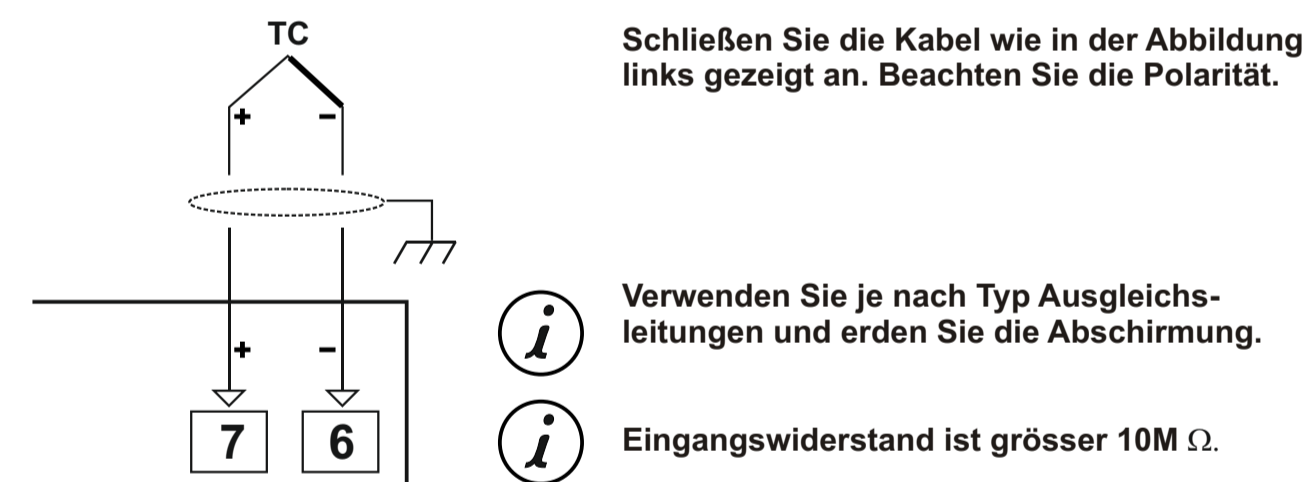 TC
Schließen Sie die Kabel wie in der Abbildung
links gezeigt an. Beachten Sie die Polarität.
+ −
Verwenden Sie je nach Typ Ausgleichs-
leitungen und erden Sie die Abschirmung.
+ −
7 6
Eingangswiderstand ist grösser 10M Ω.